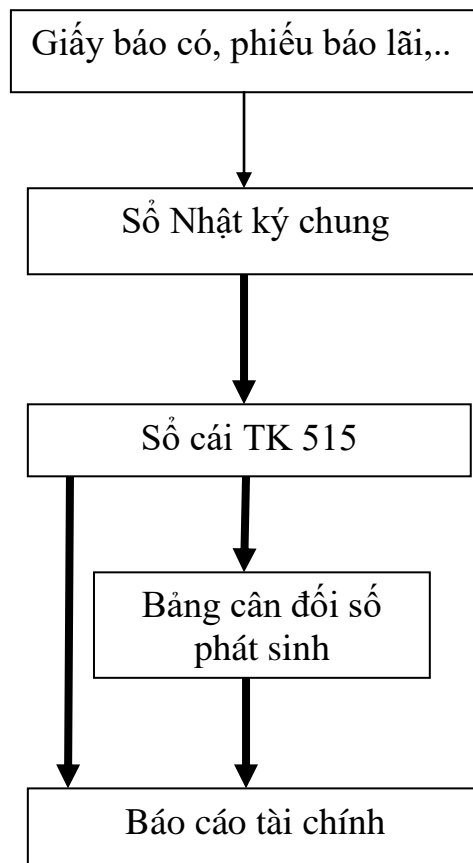 Giấy báo có, phiếu báo lãi,..
Sổ Nhật ký chung
Sổ cái TK 515
Bảng cân đối số
phát sinh
Báo cáo tài chính